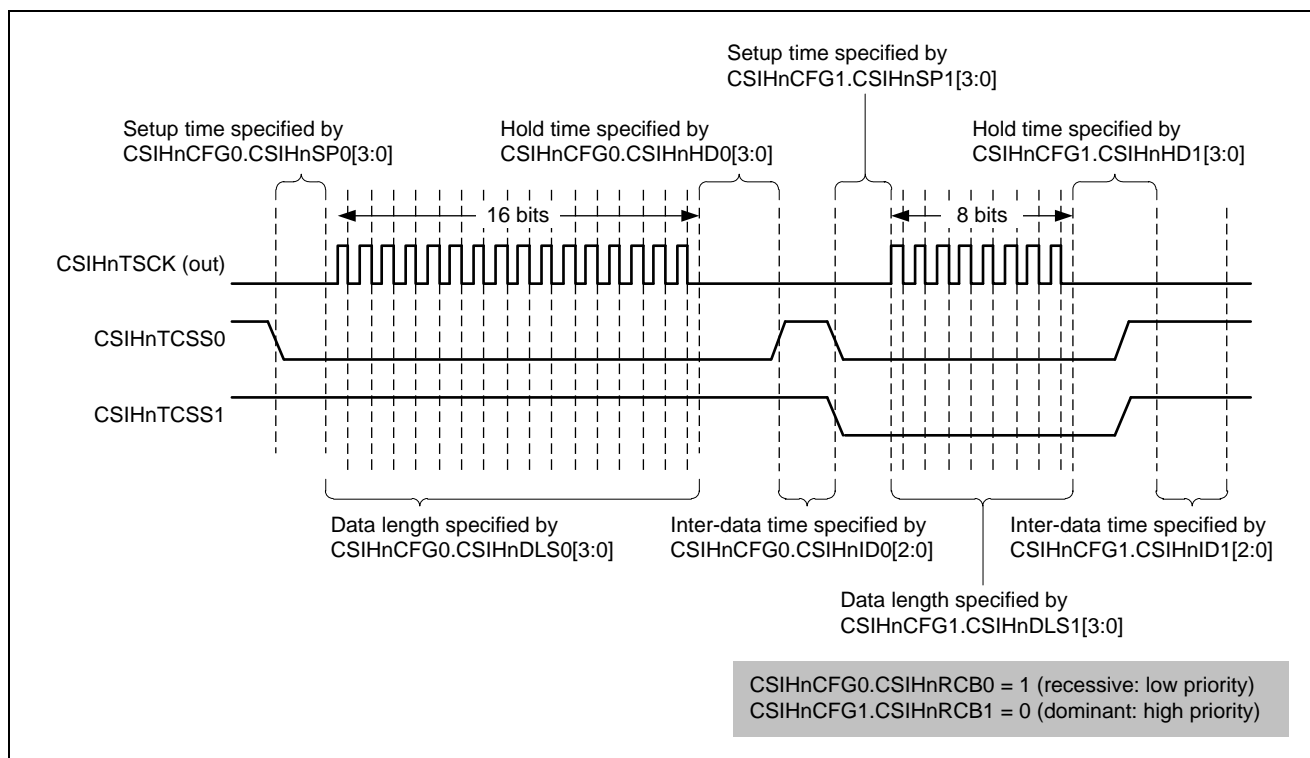 Setup time specified by
CSIHnCFG1.CSIHnSP1[3:0]
Setup time specified by
CSIHnCFG0.CSIHnSP0[3:0]
Hold time specified by
CSIHnCFG0.CSIHnHD0[3:0]
Hold time specified by
CSIHnCFG1.CSIHnHD1[3:0]
16 bits
8 bits
CSIHnTSCK (out)
CSIHnTCSS0
CSIHnTCSS1
Data length specified by
CSIHnCFG0.CSIHnDLS0[3:0]
Inter-data time specified by
CSIHnCFG0.CSIHnID0[2:0]
Inter-data time specified by
CSIHnCFG1.CSIHnID1[2:0]
Data length specified by
CSIHnCFG1.CSIHnDLS1[3:0]
CSIHnCFG0.CSIHnRCB0 = 1 (recessive: low priority)
CSIHnCFG1.CSIHnRCB1 = 0 (dominant: high priority)